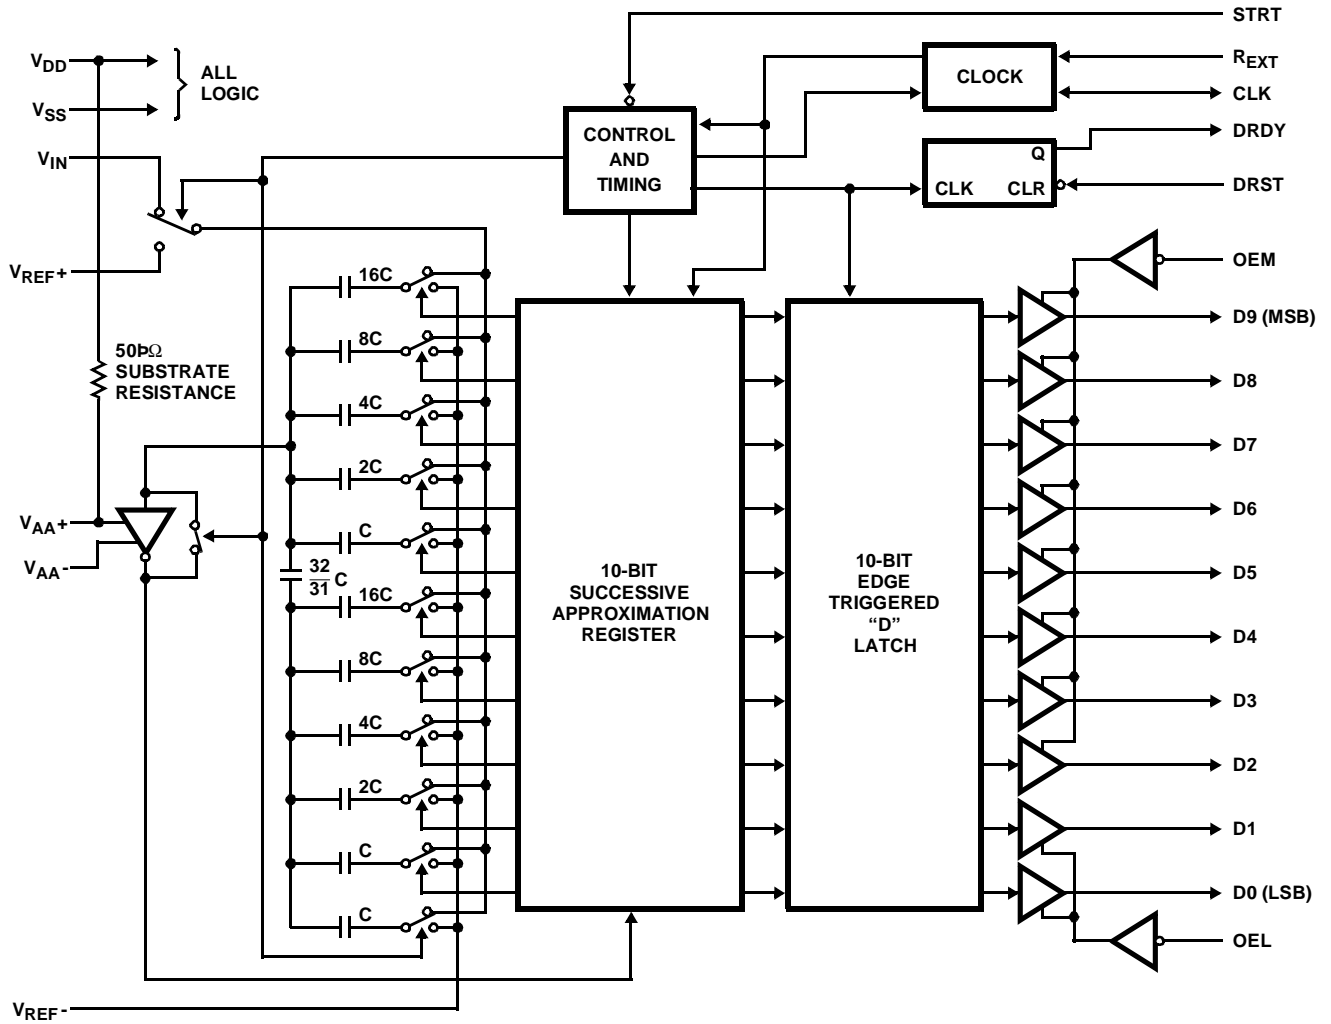 STRT
VDD
ALL
LOGIC
VSS
CLOCK
REXT
CLK
CONTROL
AND
TIMING
Q
CLK
CLR
DRDY
DRST
VIN
VREF+
50ÞΩ
SUBSTRATE
RESISTANCE
VAA+
VAA-
16C
8C
4C
2C
C
32
31
C
16C
8C
4C
2C
C
C
10-BIT
SUCCESSIVE
APPROXIMATION
REGISTER
10-BIT
EDGE
TRIGGERED
“D”
LATCH
OEM
D9 (MSB)
D8
D7
D6
D5
D4
D3
D2
D1
D0 (LSB)
OEL
VREF-